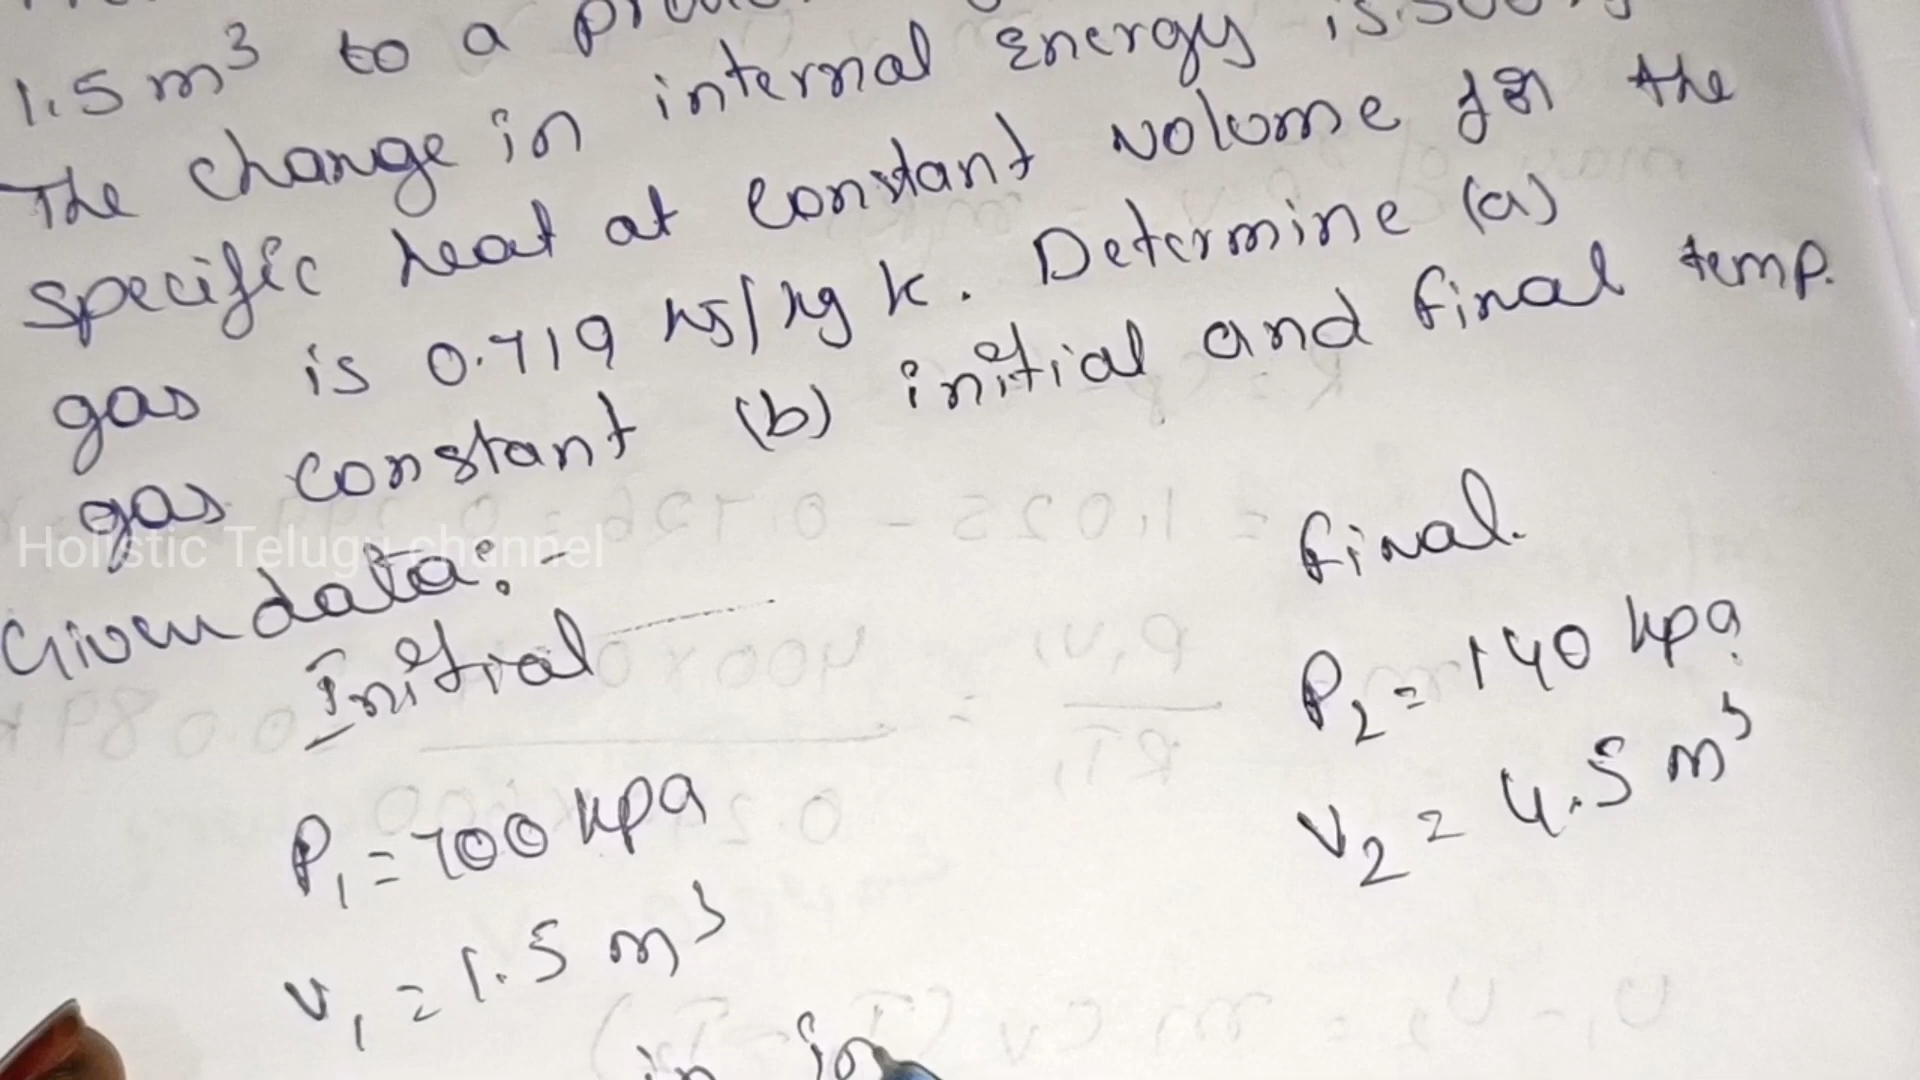 1.5 m³ to a
The change in internal Energy is
specific heat at constant volume for the
gas is 0.719 kJ/kg k. Determine (a)
gas constant (b) initial and final temp.
Holistic Telugu channel
Given data:-
Initial
P₁ = 700 kpa
V₁ = 1.5 m³
final.
P₂ = 140 kpa
V₂ = 4.5 m³
in